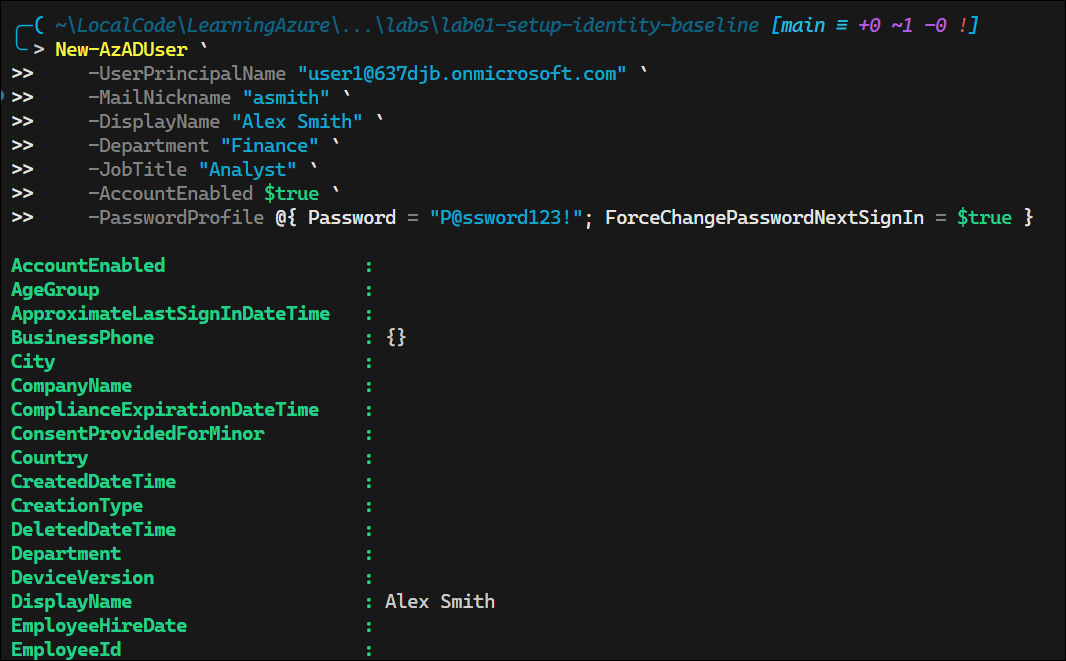 ~\LocalCode\LearningAzure\...\labs\lab01-setup-identity-baseline [main ≡ +0 ~1 -0 !]
> New-AzADUser `
>> -UserPrincipalName "user1@637djb.onmicrosoft.com" `
>> -MailNickname "asmith" `
>> -DisplayName "Alex Smith" `
>> -Department "Finance" `
>> -JobTitle "Analyst" `
>> -AccountEnabled $true `
>> -PasswordProfile @{ Password = "P@ssword123!"; ForceChangePasswordNextSignIn = $true }
AccountEnabled :
AgeGroup :
ApproximateLastSignInDateTime :
BusinessPhone : {}
City :
CompanyName :
ComplianceExpirationDateTime :
ConsentProvidedForMinor :
Country :
CreatedDateTime :
CreationType :
DeletedDateTime :
Department :
DeviceVersion :
DisplayName : Alex Smith
EmployeeHireDate :
EmployeeId :